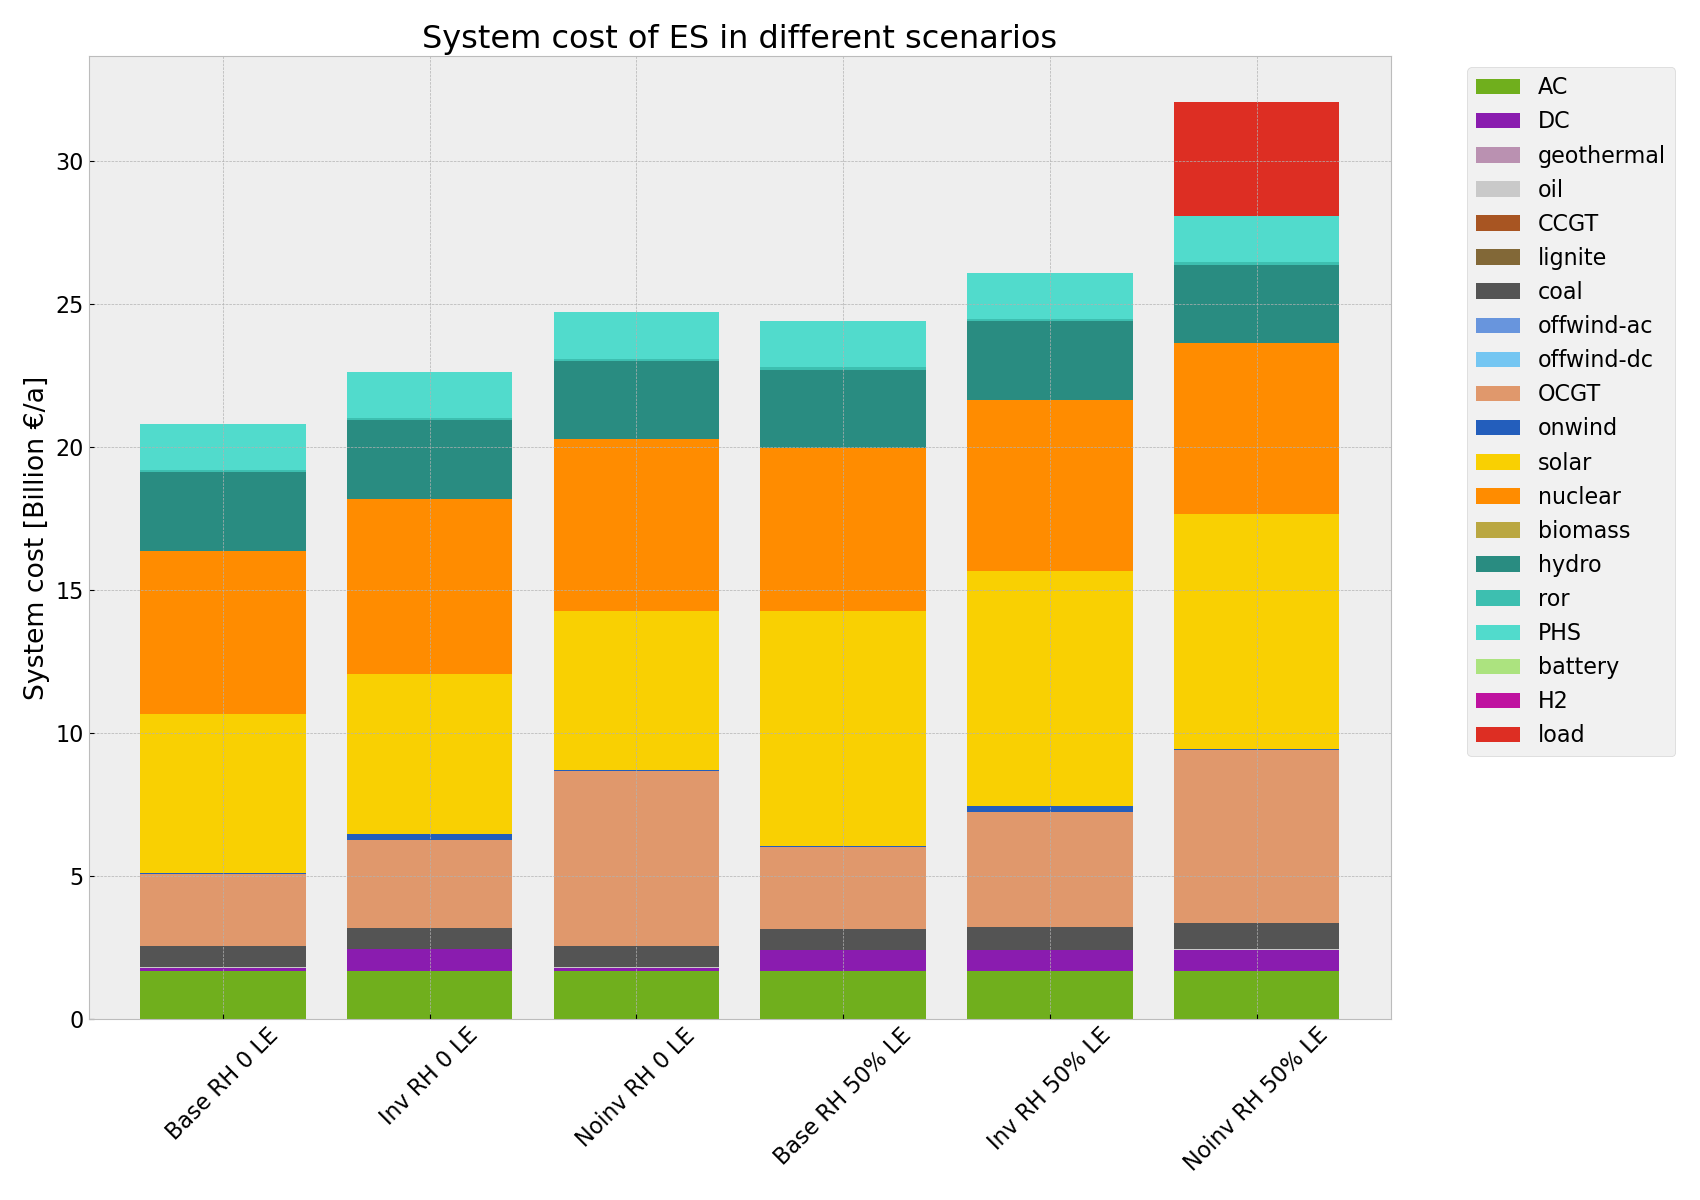 System cost of ES in different scenarios
System cost [Billion €/a]
30
25
20
15
10
5
0
Base RH 0 LE
Inv RH 0 LE
Noinv RH 0 LE
Base RH 50% LE
Inv RH 50% LE
Noinv RH 50% LE
AC
DC
geothermal
oil
CCGT
lignite
coal
offwind-ac
offwind-dc
OCGT
onwind
solar
nuclear
biomass
hydro
ror
PHS
battery
H2
load